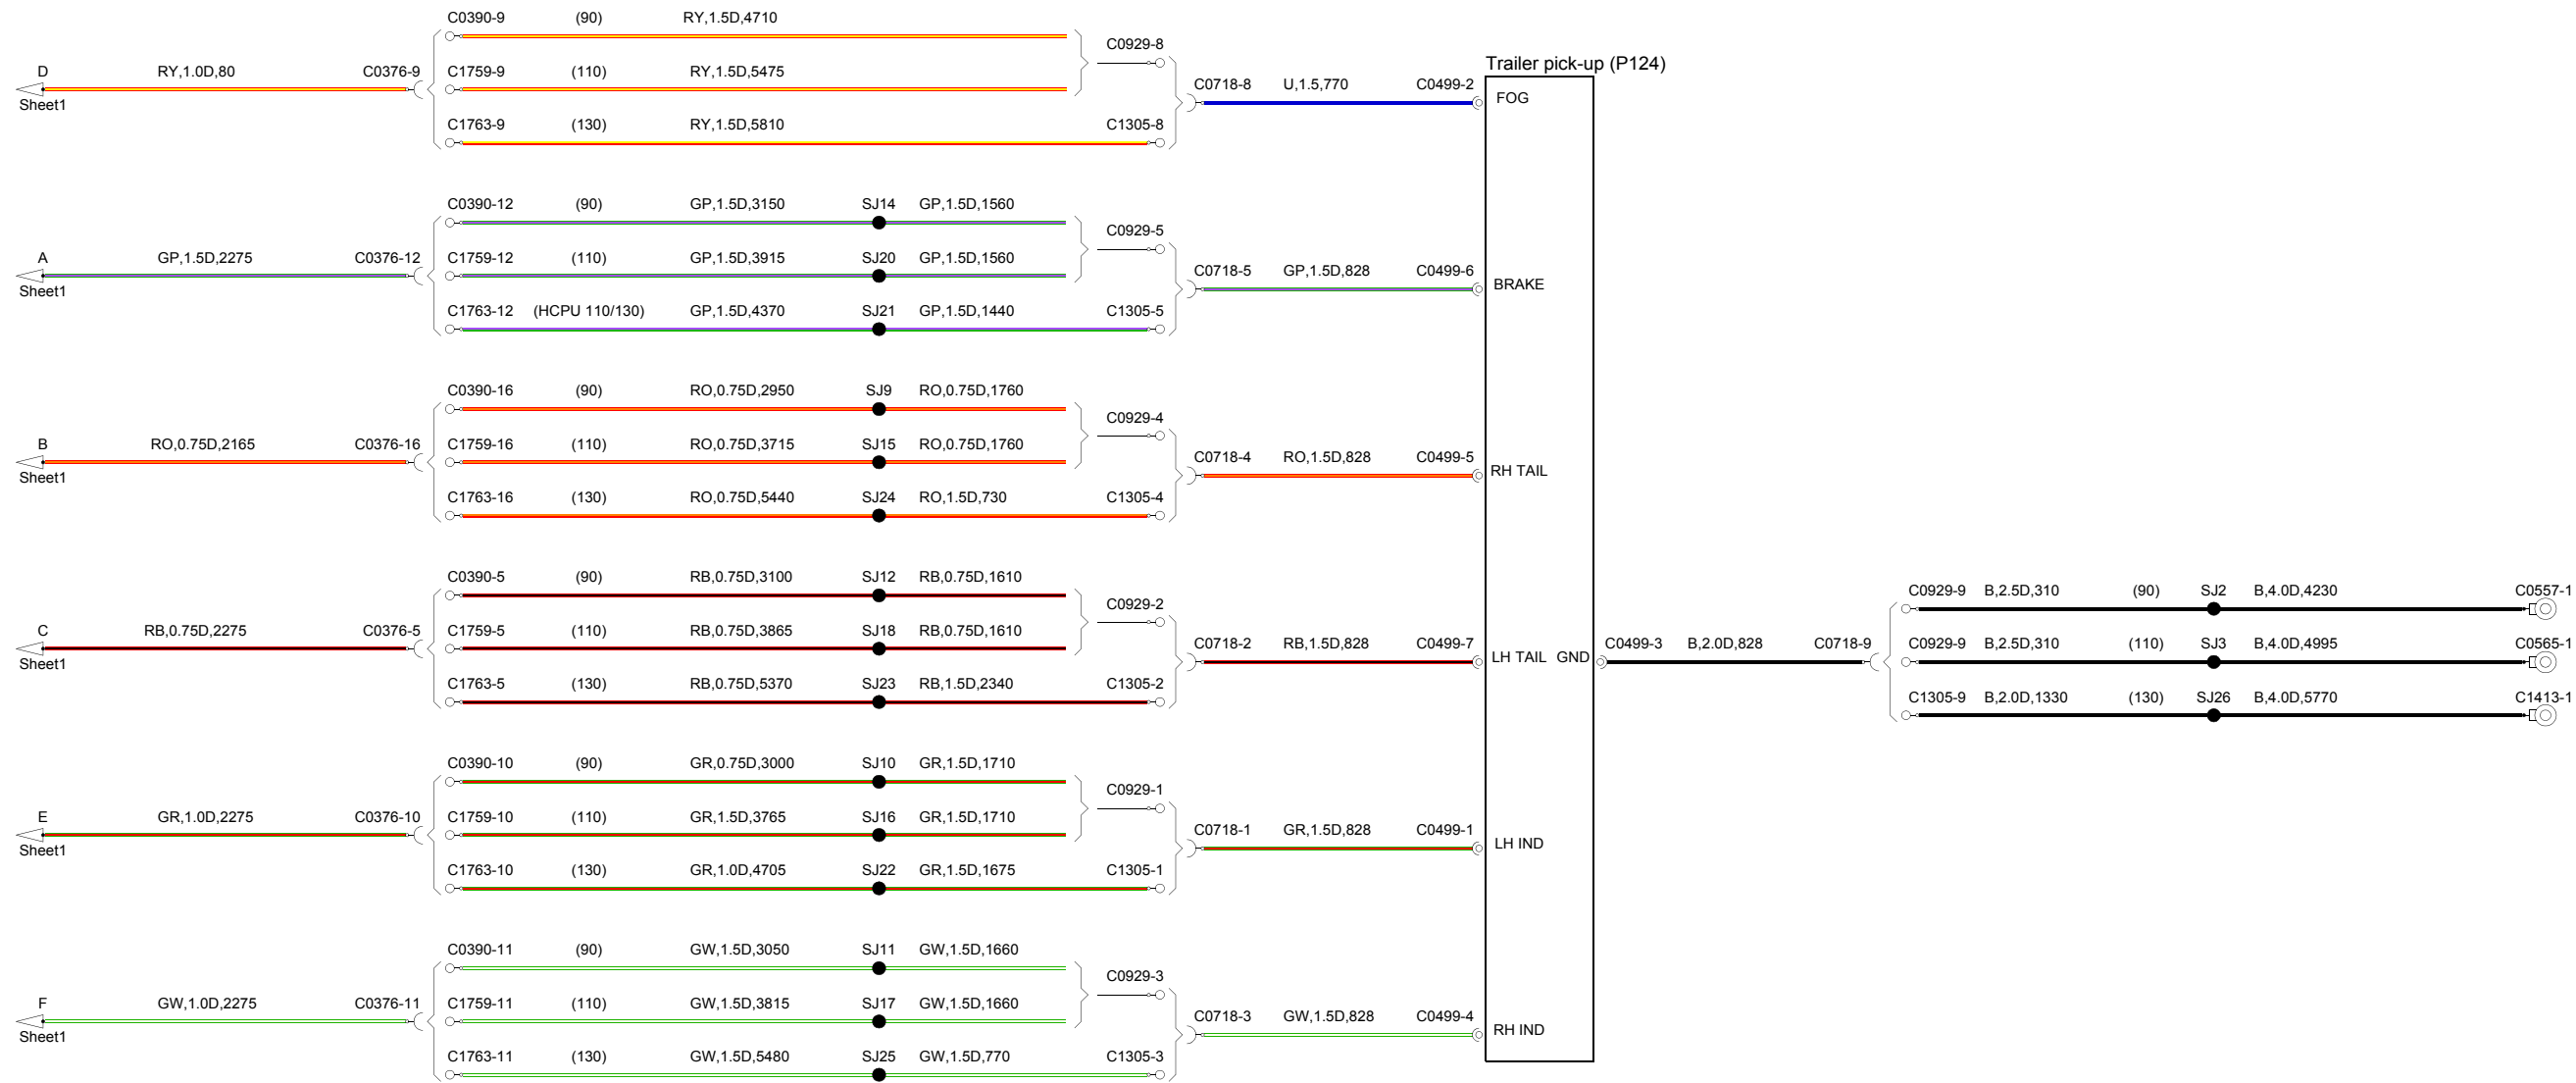 C0390-9 (90) RY,1.5D,4710
C0929-8
Trailer pick-up (P124)
D RY,1.0D,80 C0376-9 C1759-9 (110) RY,1.5D,5475
C0718-8 U,1.5,770 C0499-2
FOG
Sheet1
C1763-9 (130) RY,1.5D,5810 C1305-8
C0390-12 (90) GP,1.5D,3150 SJ14 GP,1.5D,1560
C0929-5
A GP,1.5D,2275 C0376-12 C1759-12 (110) GP,1.5D,3915 SJ20 GP,1.5D,1560
C0718-5 GP,1.5D,828 C0499-6
BRAKE
Sheet1
C1763-12 (HCPU 110/130) GP,1.5D,4370 SJ21 GP,1.5D,1440 C1305-5
C0390-16 (90) RO,0.75D,2950 SJ9 RO,0.75D,1760
C0929-4
B RO,0.75D,2165 C0376-16 C1759-16 (110) RO,0.75D,3715 SJ15 RO,0.75D,1760
C0718-4 RO,1.5D,828 C0499-5
RH TAIL
Sheet1
C1763-16 (130) RO,0.75D,5440 SJ24 RO,1.5D,730 C1305-4
C0390-5 (90) RB,0.75D,3100 SJ12 RB,0.75D,1610
C0929-9 B,2.5D,310 (90) SJ2 B,4.0D,4230 C0557-1
C0929-2
C RB,0.75D,2275 C0376-5 C1759-5 (110) RB,0.75D,3865 SJ18 RB,0.75D,1610
C0718-2 RB,1.5D,828 C0499-7
LH TAIL GND
C0499-3 B,2.0D,828 C0718-9 C0929-9 B,2.5D,310 (110) SJ3 B,4.0D,4995 C0565-1
Sheet1
C1763-5 (130) RB,0.75D,5370 SJ23 RB,1.5D,2340 C1305-2
C1305-9 B,2.0D,1330 (130) SJ26 B,4.0D,5770 C1413-1
C0390-10 (90) GR,0.75D,3000 SJ10 GR,1.5D,1710
C0929-1
E GR,1.0D,2275 C0376-10 C1759-10 (110) GR,1.5D,3765 SJ16 GR,1.5D,1710
C0718-1 GR,1.5D,828 C0499-1
LH IND
Sheet1
C1763-10 (130) GR,1.0D,4705 SJ22 GR,1.5D,1675 C1305-1
C0390-11 (90) GW,1.5D,3050 SJ11 GW,1.5D,1660
C0929-3
F GW,1.0D,2275 C0376-11 C1759-11 (110) GW,1.5D,3815 SJ17 GW,1.5D,1660
C0718-3 GW,1.5D,828 C0499-4
RH IND
Sheet1
C1763-11 (130) GW,1.5D,5480 SJ25 GW,1.5D,770 C1305-3